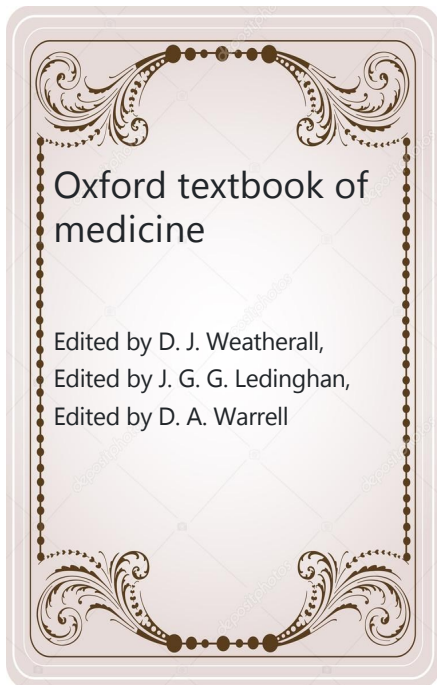 Oxford textbook of
medicine
Edited by D. J. Weatherall,
Edited by J. G. G. Ledinghan,
Edited by D. A. Warrell